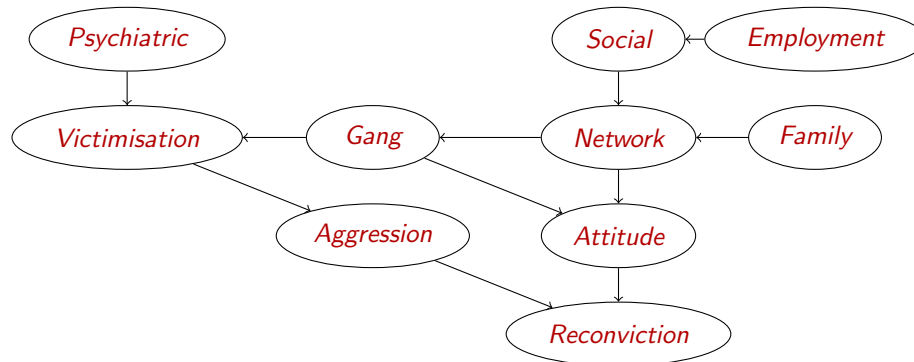 Psychiatric
Social
Employment
Victimisation
Gang
Network
Family
Aggression
Attitude
Reconviction